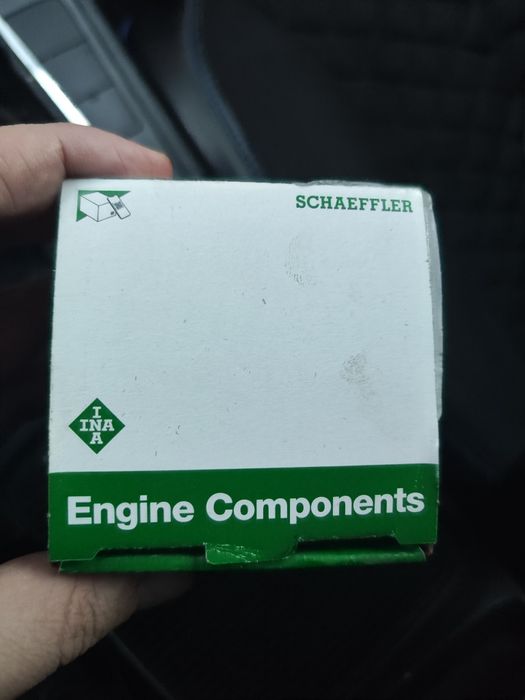 SCHAEFFLER
I
INA
A
Engine Components